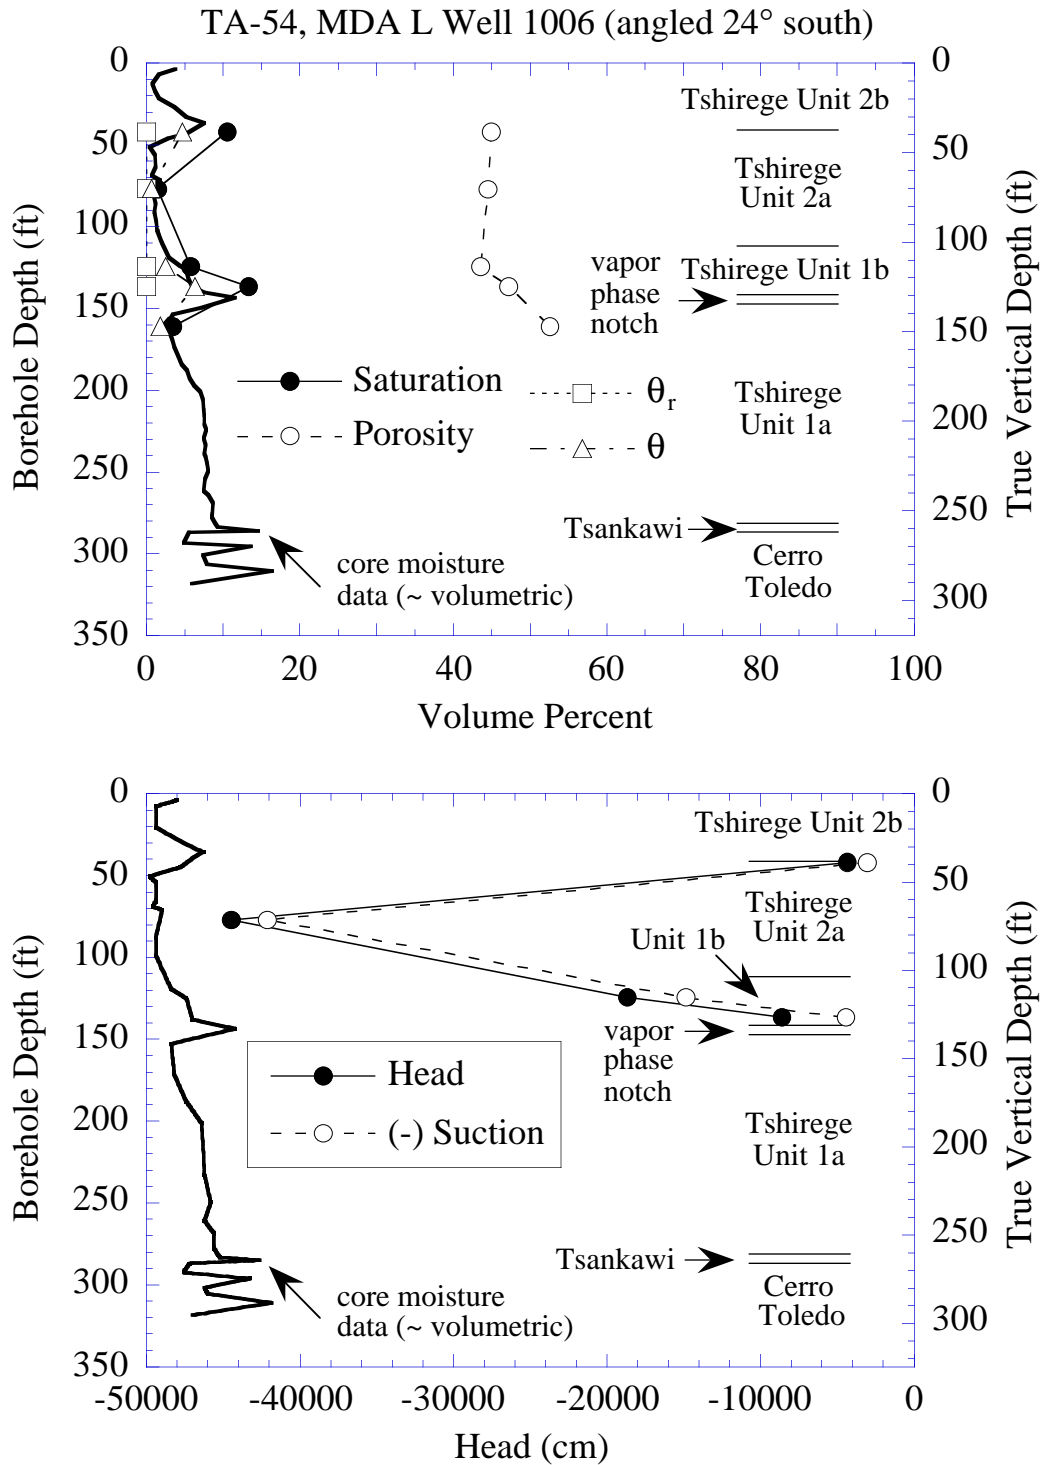 TA-54, MDA L Well 1006 (angled 24° south)
0
50
100
150
200
250
300
350
Borehole Depth (ft)
0
50
100
150
200
250
300
True Vertical Depth (ft)
Tshirege Unit 2b
Tshirege
Unit 2a
Tshirege Unit 1b
vapor
phase
notch
Tshirege
Unit 1a
Saturation
Porosity
θr
θ
Tsankawi
Cerro
Toledo
core moisture
data (~ volumetric)
0
20
40
60
80
100
Volume Percent
0
50
100
150
200
250
300
350
Borehole Depth (ft)
0
50
100
150
200
250
300
True Vertical Depth (ft)
Tshirege Unit 2b
Tshirege
Unit 2a
Unit 1b
vapor
phase
notch
Head
(-) Suction
Tshirege
Unit 1a
Tsankawi
Cerro
Toledo
core moisture
data (~ volumetric)
-50000
-40000
-30000
-20000
-10000
0
Head (cm)